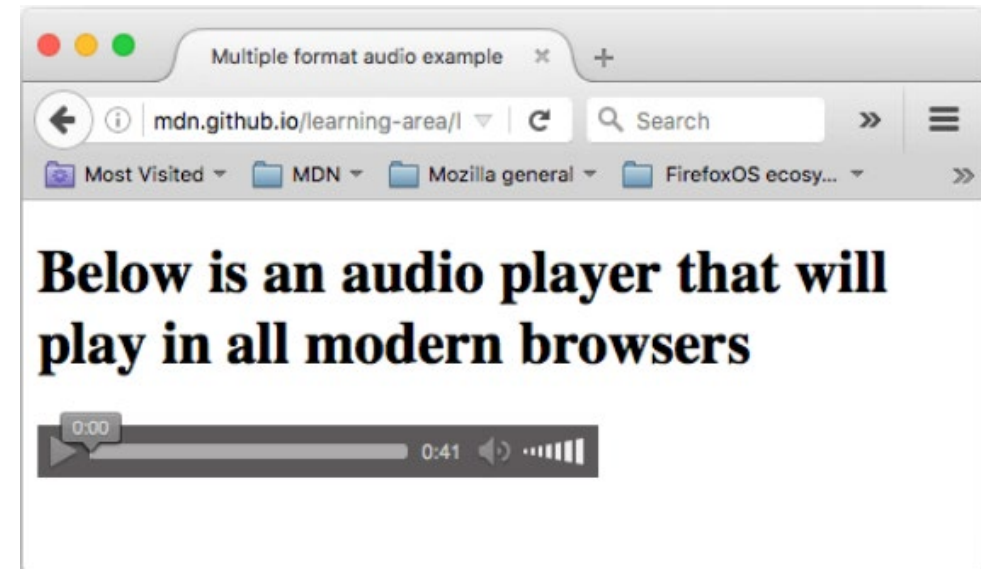 Multiple format audio example
mdn.github.io/learning-area/l
Search
Most Visited
MDN
Mozilla general
FirefoxOS ecosy...
Below is an audio player that will
play in all modern browsers
0:00
0:41